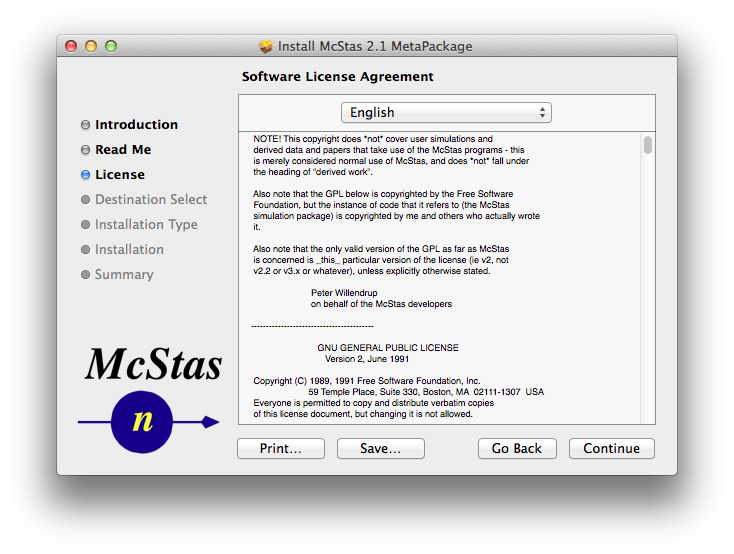 Install McStas 2.1 MetaPackage
Software License Agreement
Introduction
Read Me
License
Destination Select
Installation Type
Installation
Summary
McStas
n
English
NOTE! This copyright does *not* cover user simulations and
derived data and papers that take use of the McStas programs - this
is merely considered normal use of McStas, and does *not* fall under
the heading of "derived work".
Also note that the GPL below is copyrighted by the Free Software
Foundation, but the instance of code that it refers to (the McStas
simulation package) is copyrighted by me and others who actually wrote
it.
Also note that the only valid version of the GPL as far as McStas
is concerned is _this_ particular version of the license (ie v2, not
v2.2 or v3.x or whatever), unless explicitly otherwise stated.
Peter Willendrup
on behalf of the McStas developers
----------------------------------------
GNU GENERAL PUBLIC LICENSE
Version 2, June 1991
Copyright (C) 1989, 1991 Free Software Foundation, Inc.
59 Temple Place, Suite 330, Boston, MA 02111-1307 USA
Everyone is permitted to copy and distribute verbatim copies
of this license document, but changing it is not allowed.
Print... Save... Go Back Continue